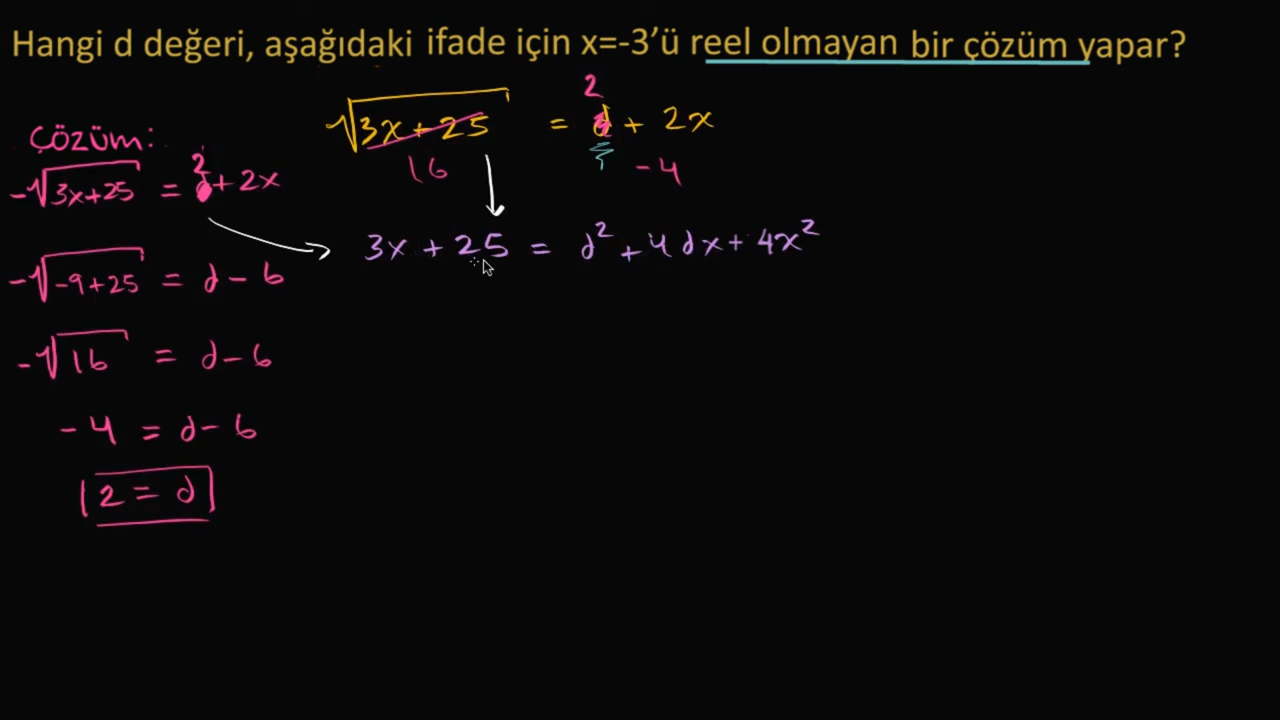 Hangi d değeri, aşağıdaki ifade için x=-3'ü reel olmayan bir çözüm yapar?
2
√3x + 25 = d + 2x
16 -4
Çözüm:
2
-√3x+25 = d+2x
3x + 25 = d² + 4dx + 4x²
-√-9+25 = d - 6
-√16 = d - 6
-4 = d - 6
2 = d